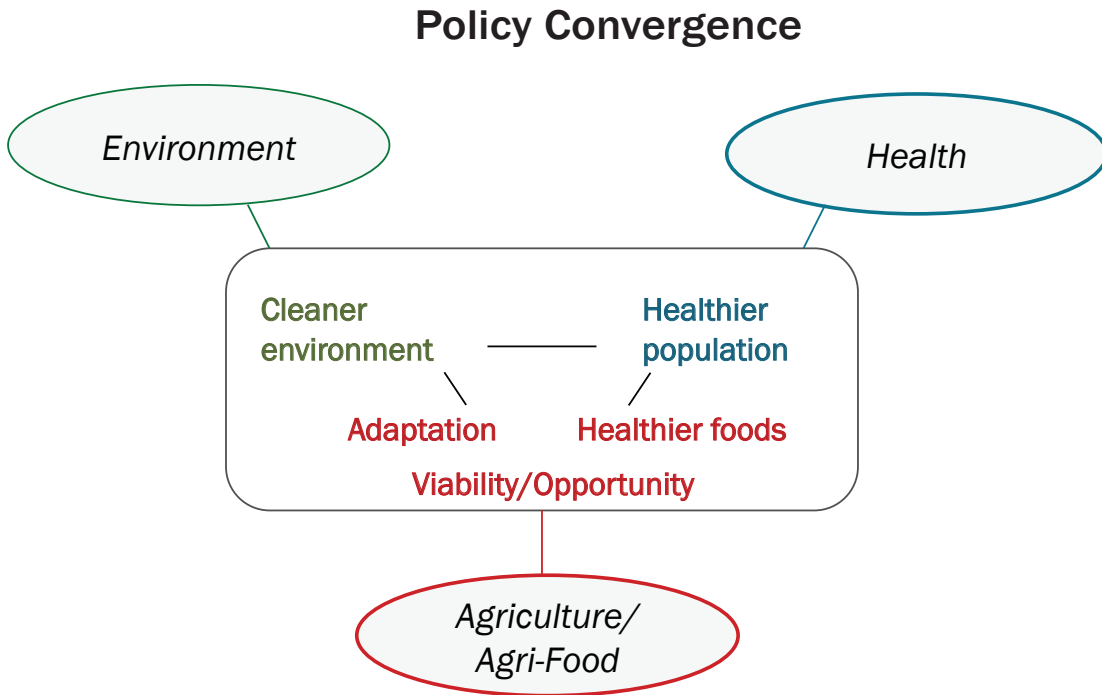 Policy Convergence
Environment
Health
Cleaner
environment
Healthier
population
Adaptation
Healthier foods
Viability/Opportunity
Agriculture/
Agri-Food